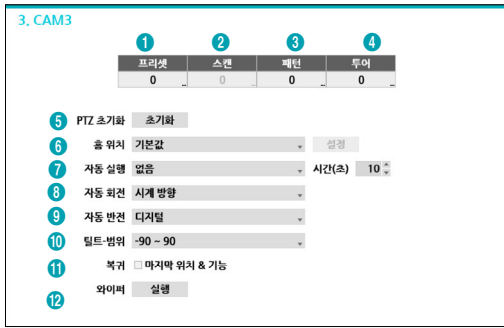 3. CAM3
1 2 3 4
프리셋 스캔 패턴 투어
0 .. 0 .. 0 .. 0 ..
5 PTZ 초기화 초기화
6 홈 위치 기본값 설정
7 자동 실행 없음 시간(초) 10
8 자동 회전 시계 방향
9 자동 반전 디지털
10 틸트-범위 -90 ~ 90
11 복귀 마지막 위치 & 기능
12 와이퍼 실행